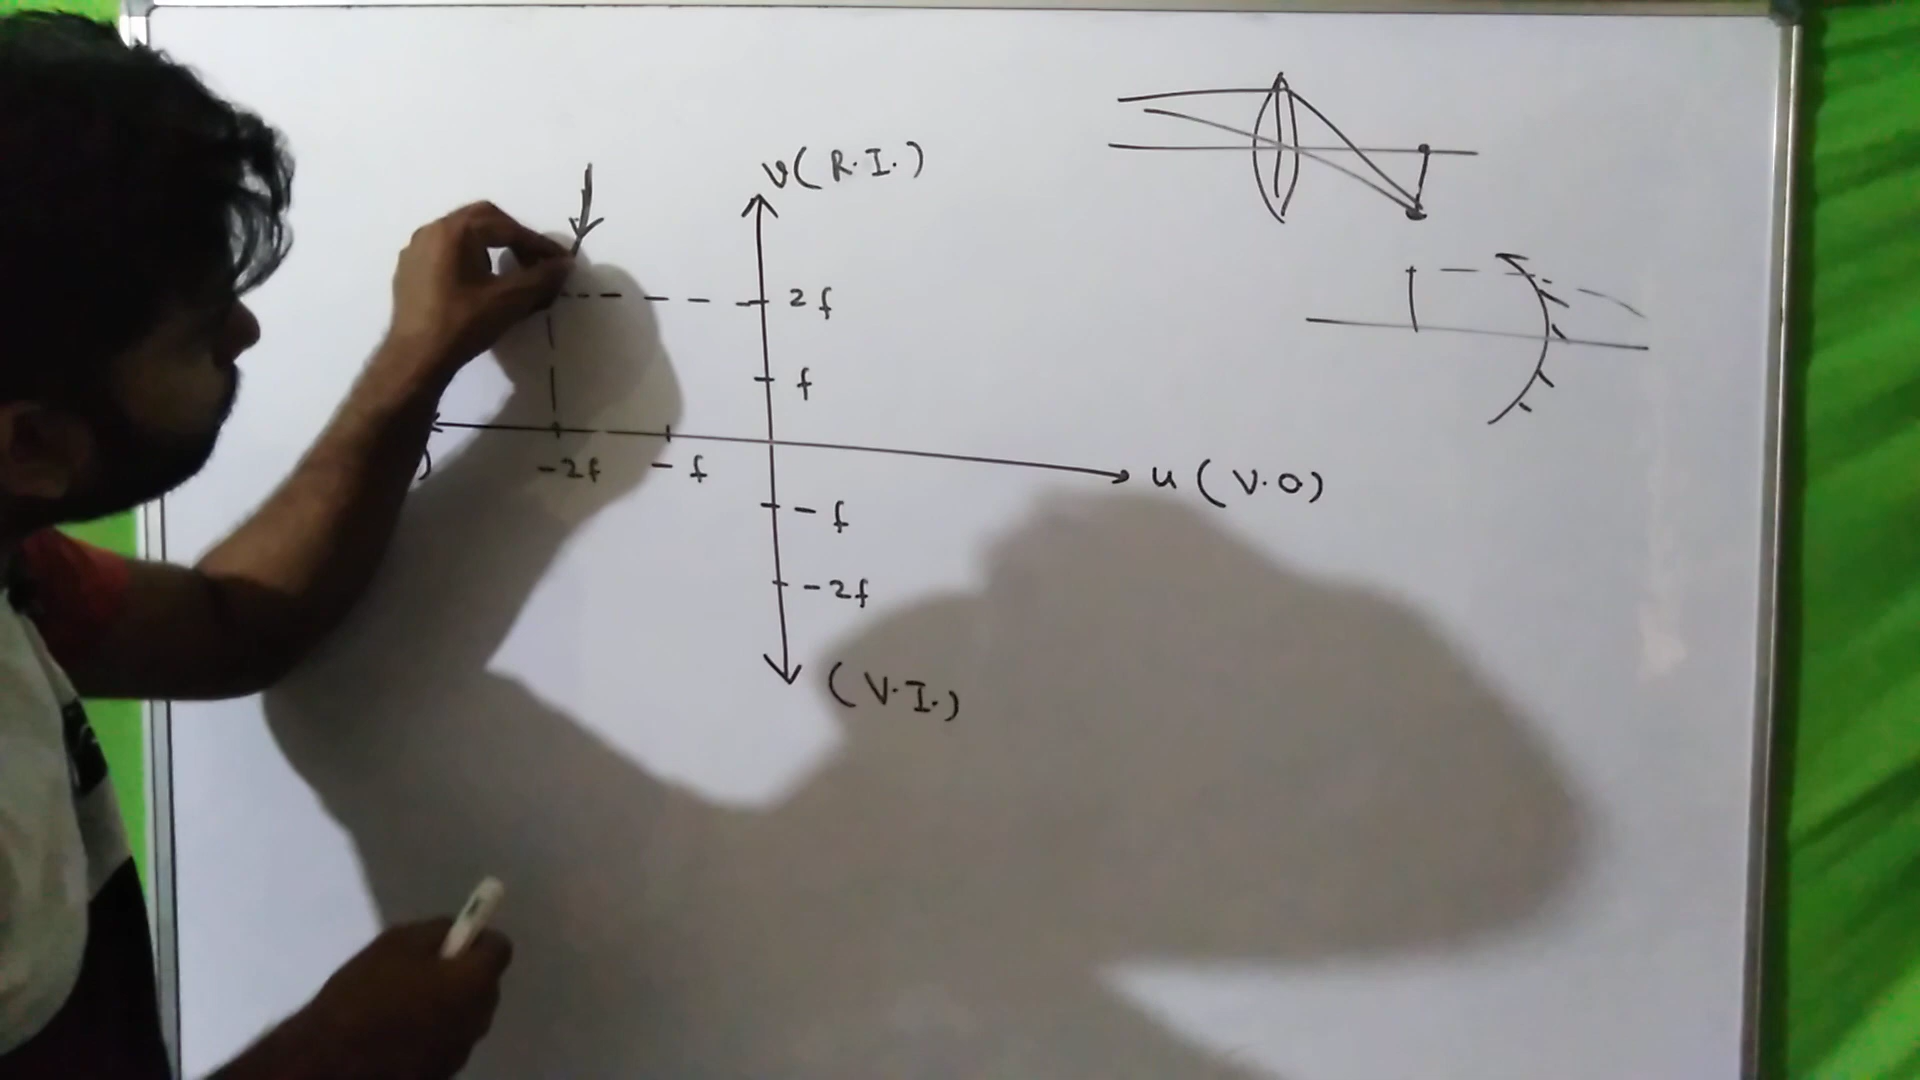 v (R.I.)
2f
f
-2f
-f
u (V.O)
-f
-2f
(V.I.)